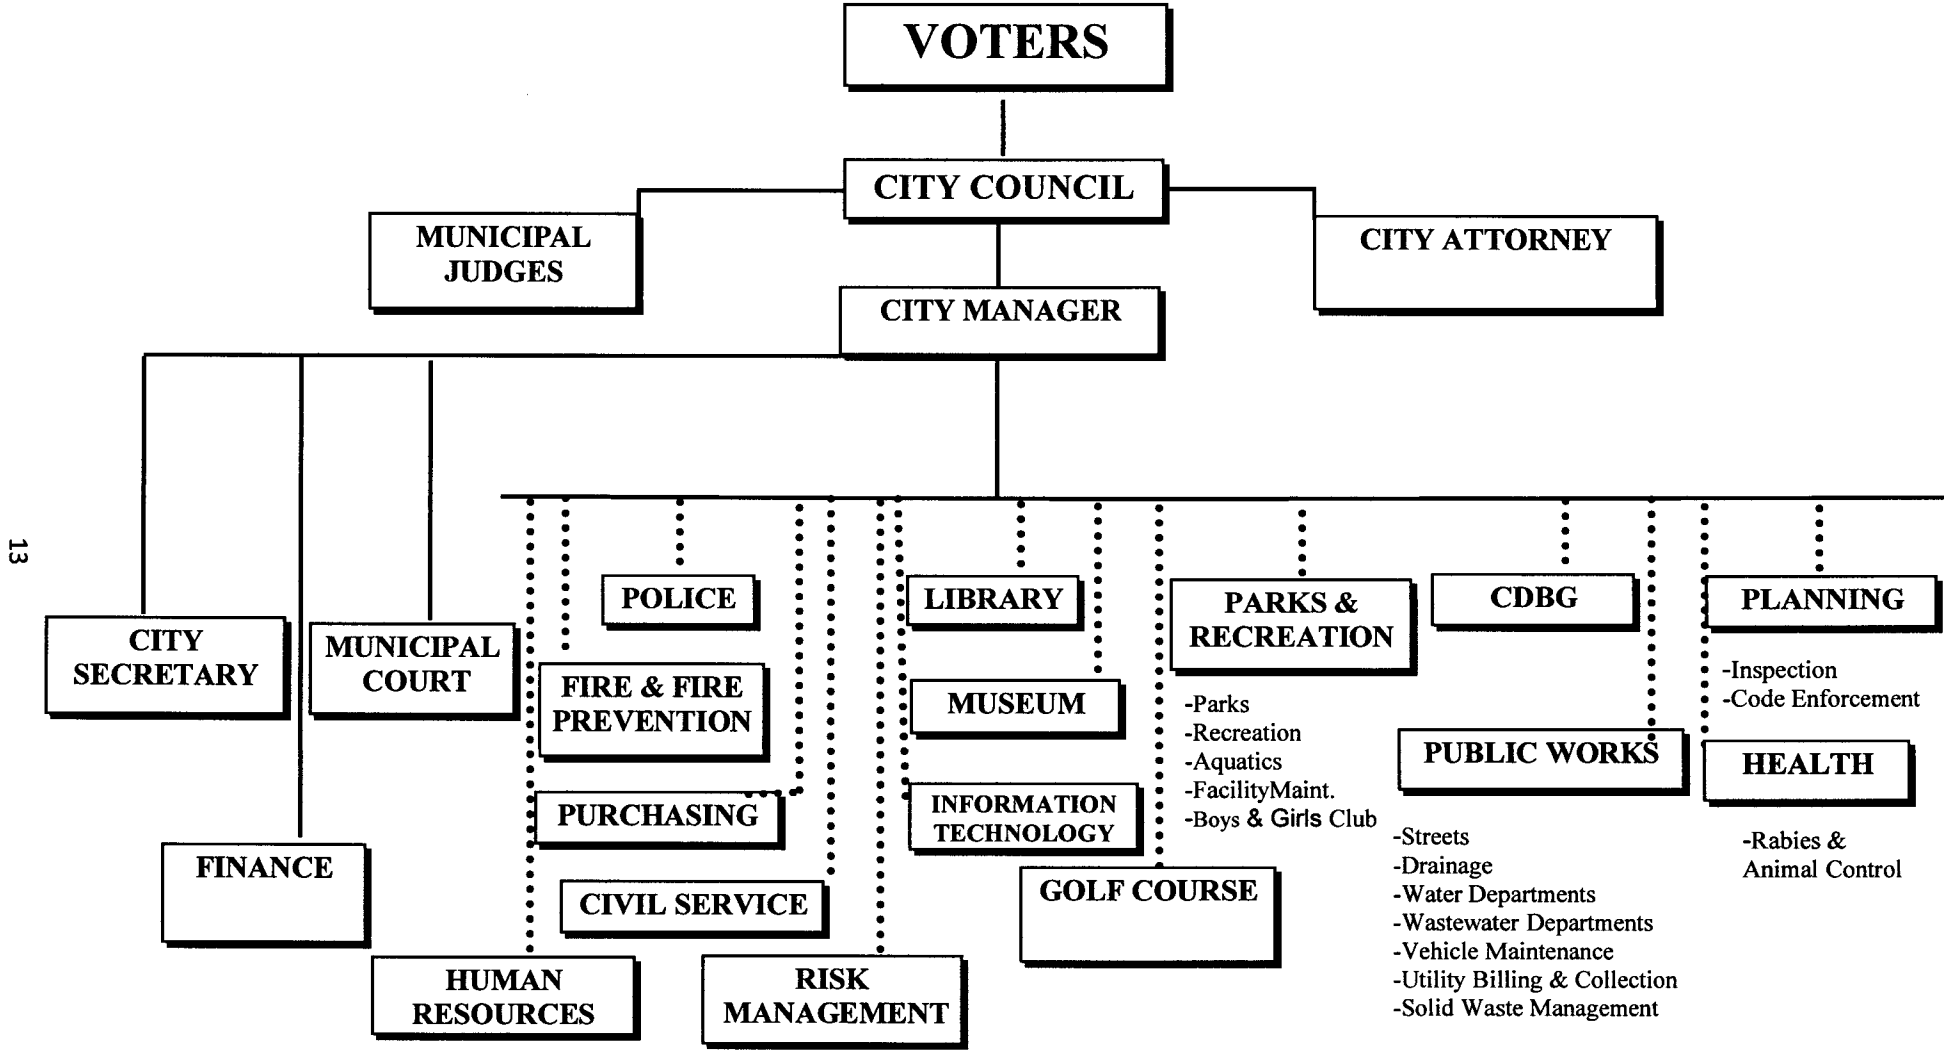 VOTERS
CITY COUNCIL
MUNICIPAL
JUDGES
CITY ATTORNEY
CITY MANAGER
13
CITY
SECRETARY
MUNICIPAL
COURT
FINANCE
POLICE
FIRE & FIRE
PREVENTION
PURCHASING
CIVIL SERVICE
HUMAN
RESOURCES
RISK
MANAGEMENT
LIBRARY
MUSEUM
INFORMATION
TECHNOLOGY
GOLF COURSE
PARKS &
RECREATION
-Parks
-Recreation
-Aquatics
-FacilityMaint.
-Boys & Girls Club
CDBG
PUBLIC WORKS
-Streets
-Drainage
-Water Departments
-Wastewater Departments
-Vehicle Maintenance
-Utility Billing & Collection
-Solid Waste Management
PLANNING
-Inspection
-Code Enforcement
HEALTH
-Rabies &
Animal Control